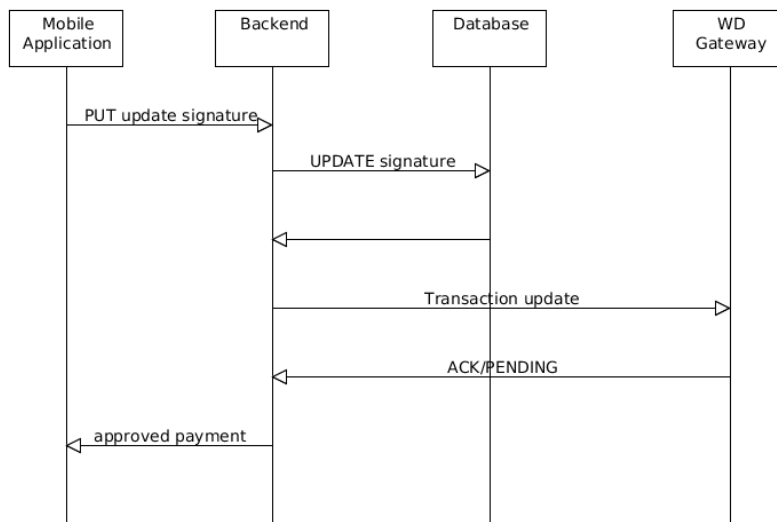 Mobile
Application
Backend
Database
WD
Gateway
PUT update signature
UPDATE signature
Transaction update
ACK/PENDING
approved payment